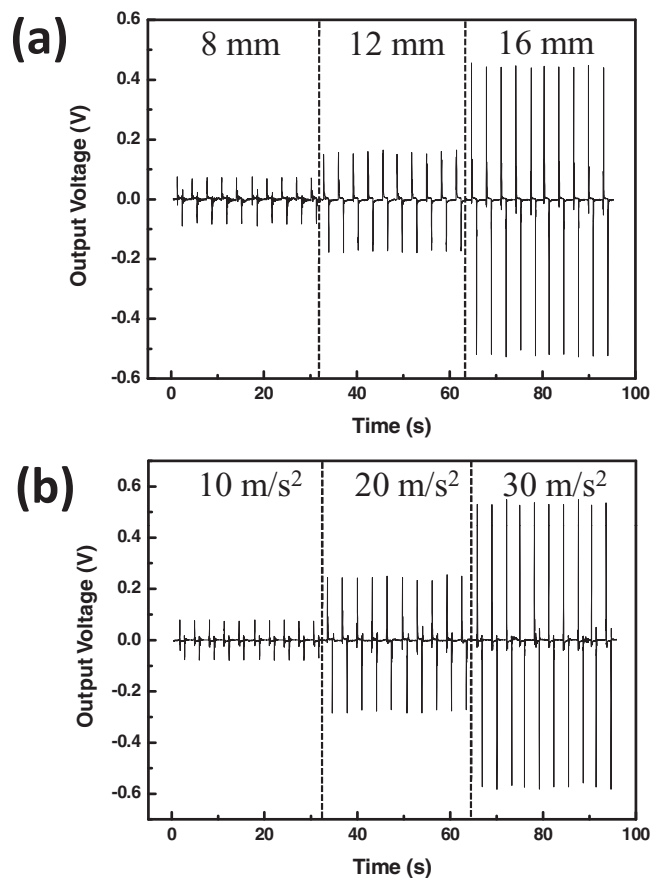 (a)
8 mm 12 mm 16 mm
0.6
0.4
0.2
0.0
-0.2
-0.4
-0.6
Output Voltage (V)
0 20 40 60 80 100
Time (s)
(b)
10 m/s² 20 m/s² 30 m/s²
0.6
0.4
0.2
0.0
-0.2
-0.4
-0.6
Output Voltage (V)
0 20 40 60 80 100
Time (s)